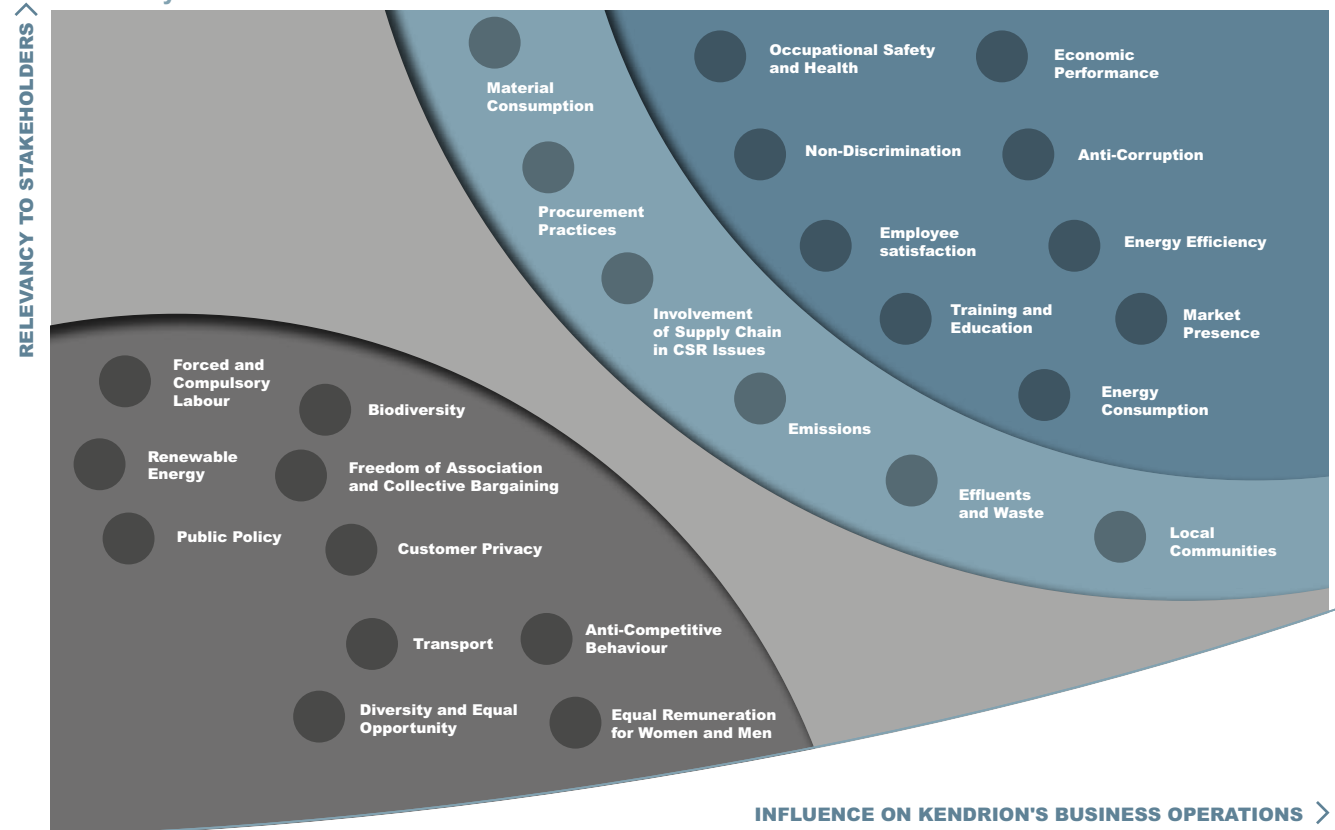 RELEVANCY TO STAKEHOLDERS
Material
Consumption
Procurement
Practices
Involvement
of Supply Chain
in CSR Issues
Emissions
Effluents
and Waste
Local
Communities
Occupational Safety
and Health
Economic
Performance
Non-Discrimination
Anti-Corruption
Employee
satisfaction
Energy Efficiency
Training and
Education
Market
Presence
Energy
Consumption
Forced and
Compulsory
Labour
Biodiversity
Renewable
Energy
Freedom of Association
and Collective Bargaining
Public Policy
Customer Privacy
Transport
Anti-Competitive
Behaviour
Diversity and Equal
Opportunity
Equal Remuneration
for Women and Men
INFLUENCE ON KENDRION'S BUSINESS OPERATIONS